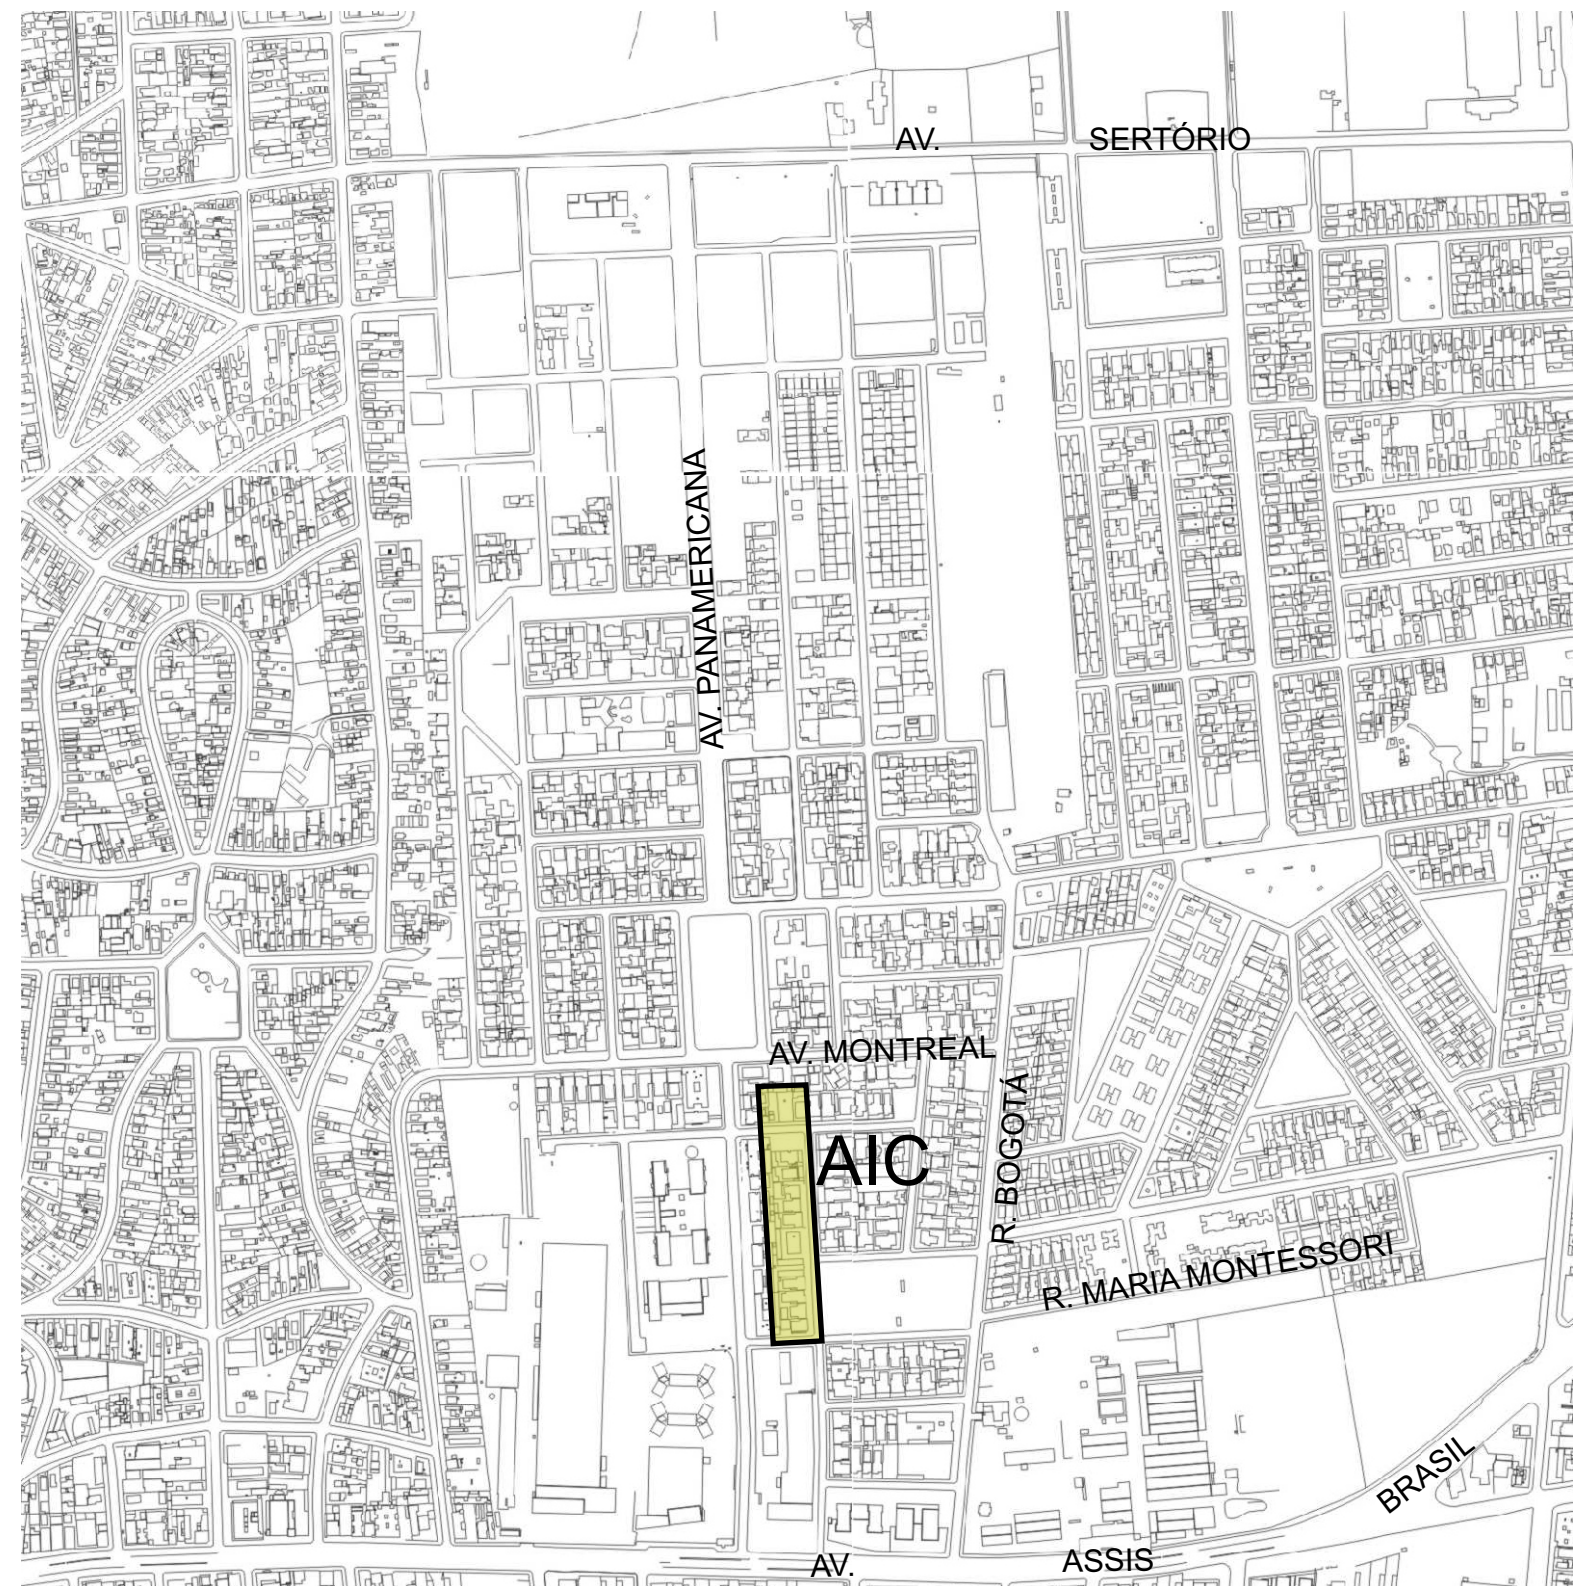 AV. SERTÓRIO
AV. PANAMERICANA
AV. MONTREAL
R. BOGOTÁ
AIC
R. MARIA MONTESSORI
BRASIL
AV. ASSIS